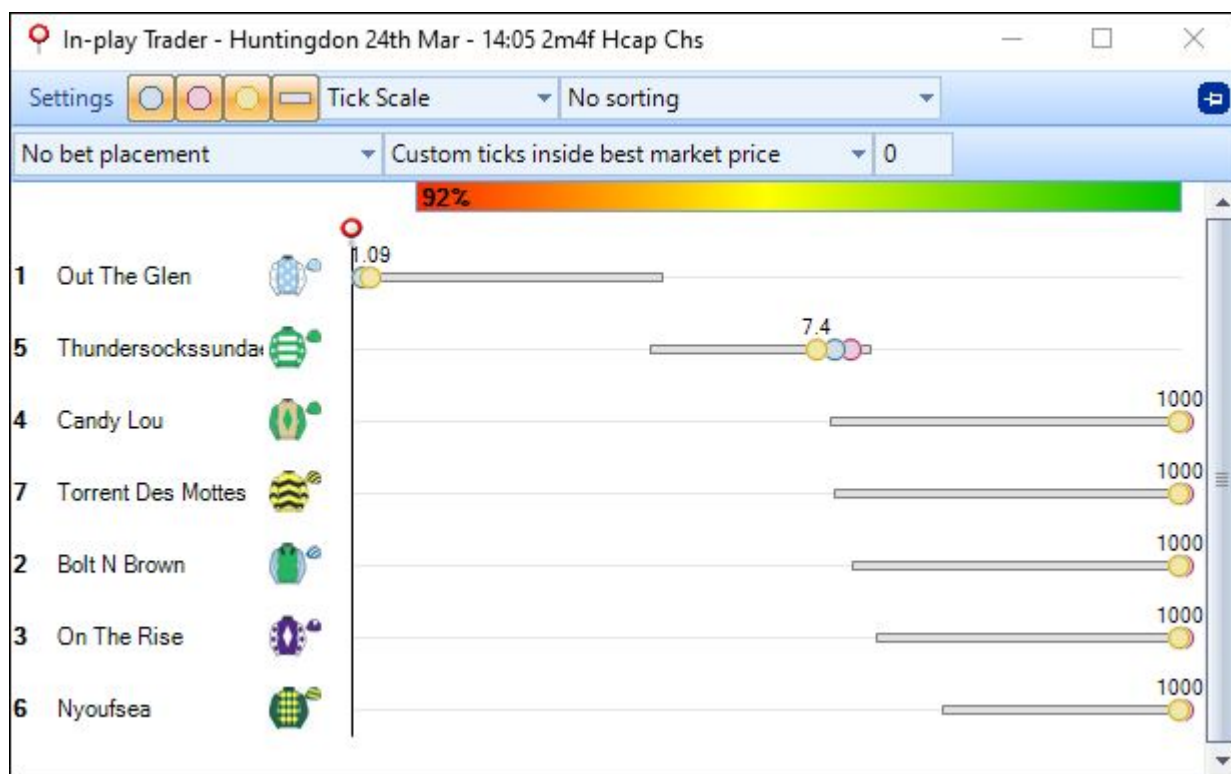 In-play Trader - Huntingdon 24th Mar - 14:05 2m4f Hcap Chs
Settings Tick Scale No sorting
No bet placement Custom ticks inside best market price 0
92%
1 Out The Glen 1.09
5 Thundersockssundae 7.4
4 Candy Lou 1000
7 Torrent Des Mottes 1000
2 Bolt N Brown 1000
3 On The Rise 1000
6 Nyoufsea 1000